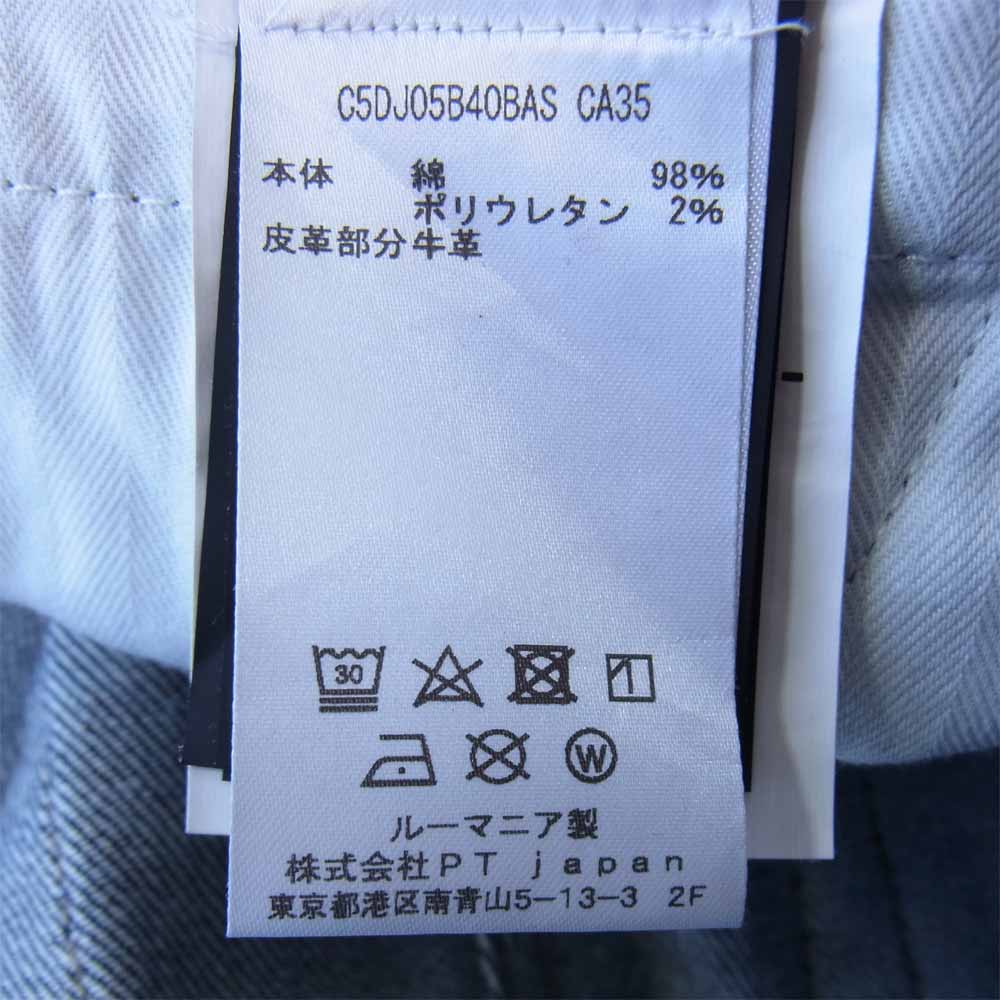 C5DJ05B40BAS CA35
本体 綿 98%
ポリウレタン 2%
皮革部分牛革
30
W
ルーマニア製
株式会社PT japan
東京都港区南青山5-13-3 2F